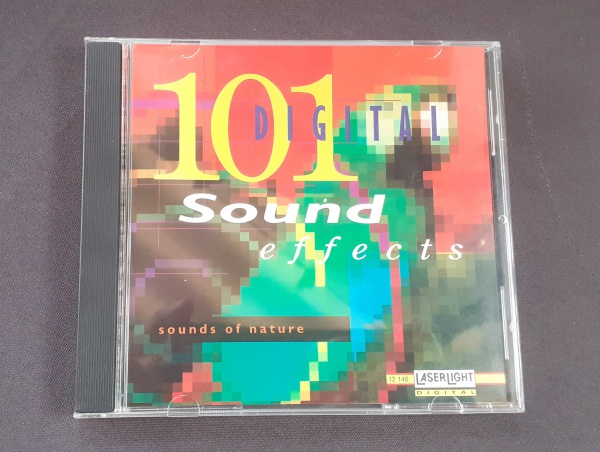 101
DIGITAL
Sound
effects
sounds of nature
12 146
LASERLIGHT
DIGITAL